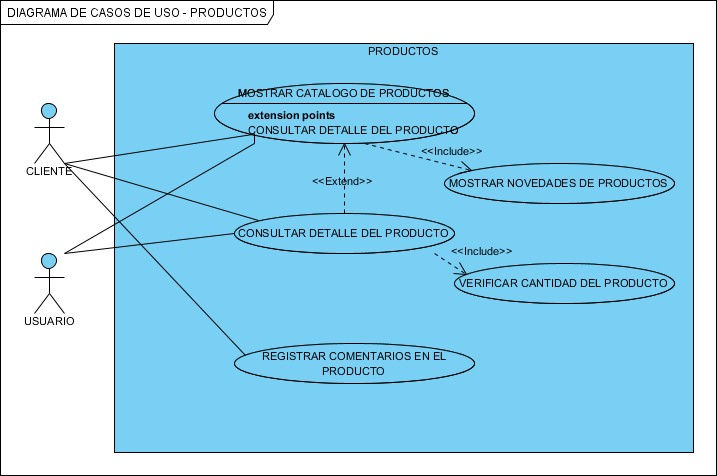 DIAGRAMA DE CASOS DE USO - PRODUCTOS
PRODUCTOS
MOSTRAR CATALOGO DE PRODUCTOS
extension points
CONSULTAR DETALLE DEL PRODUCTO
<<Include>>
CLIENTE
<<Extend>>
MOSTRAR NOVEDADES DE PRODUCTOS
CONSULTAR DETALLE DEL PRODUCTO
<<Include>>
VERIFICAR CANTIDAD DEL PRODUCTO
USUARIO
REGISTRAR COMENTARIOS EN EL
PRODUCTO